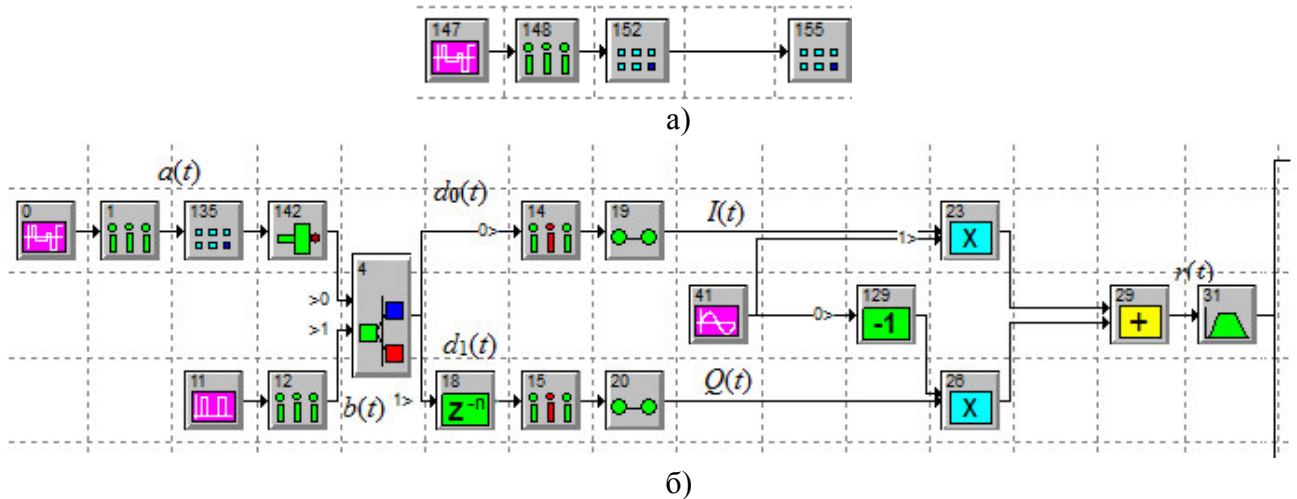 147 148 152 155
а)
a(t) d0(t) I(t) r(t)
0 1 135 142 14 19 23
0> 1> X
4 41 129 29 31
>0 0> -1 +
>1
d1(t) Q(t)
11 12 b(t) 1> 18 15 20 26
z-n X
б)